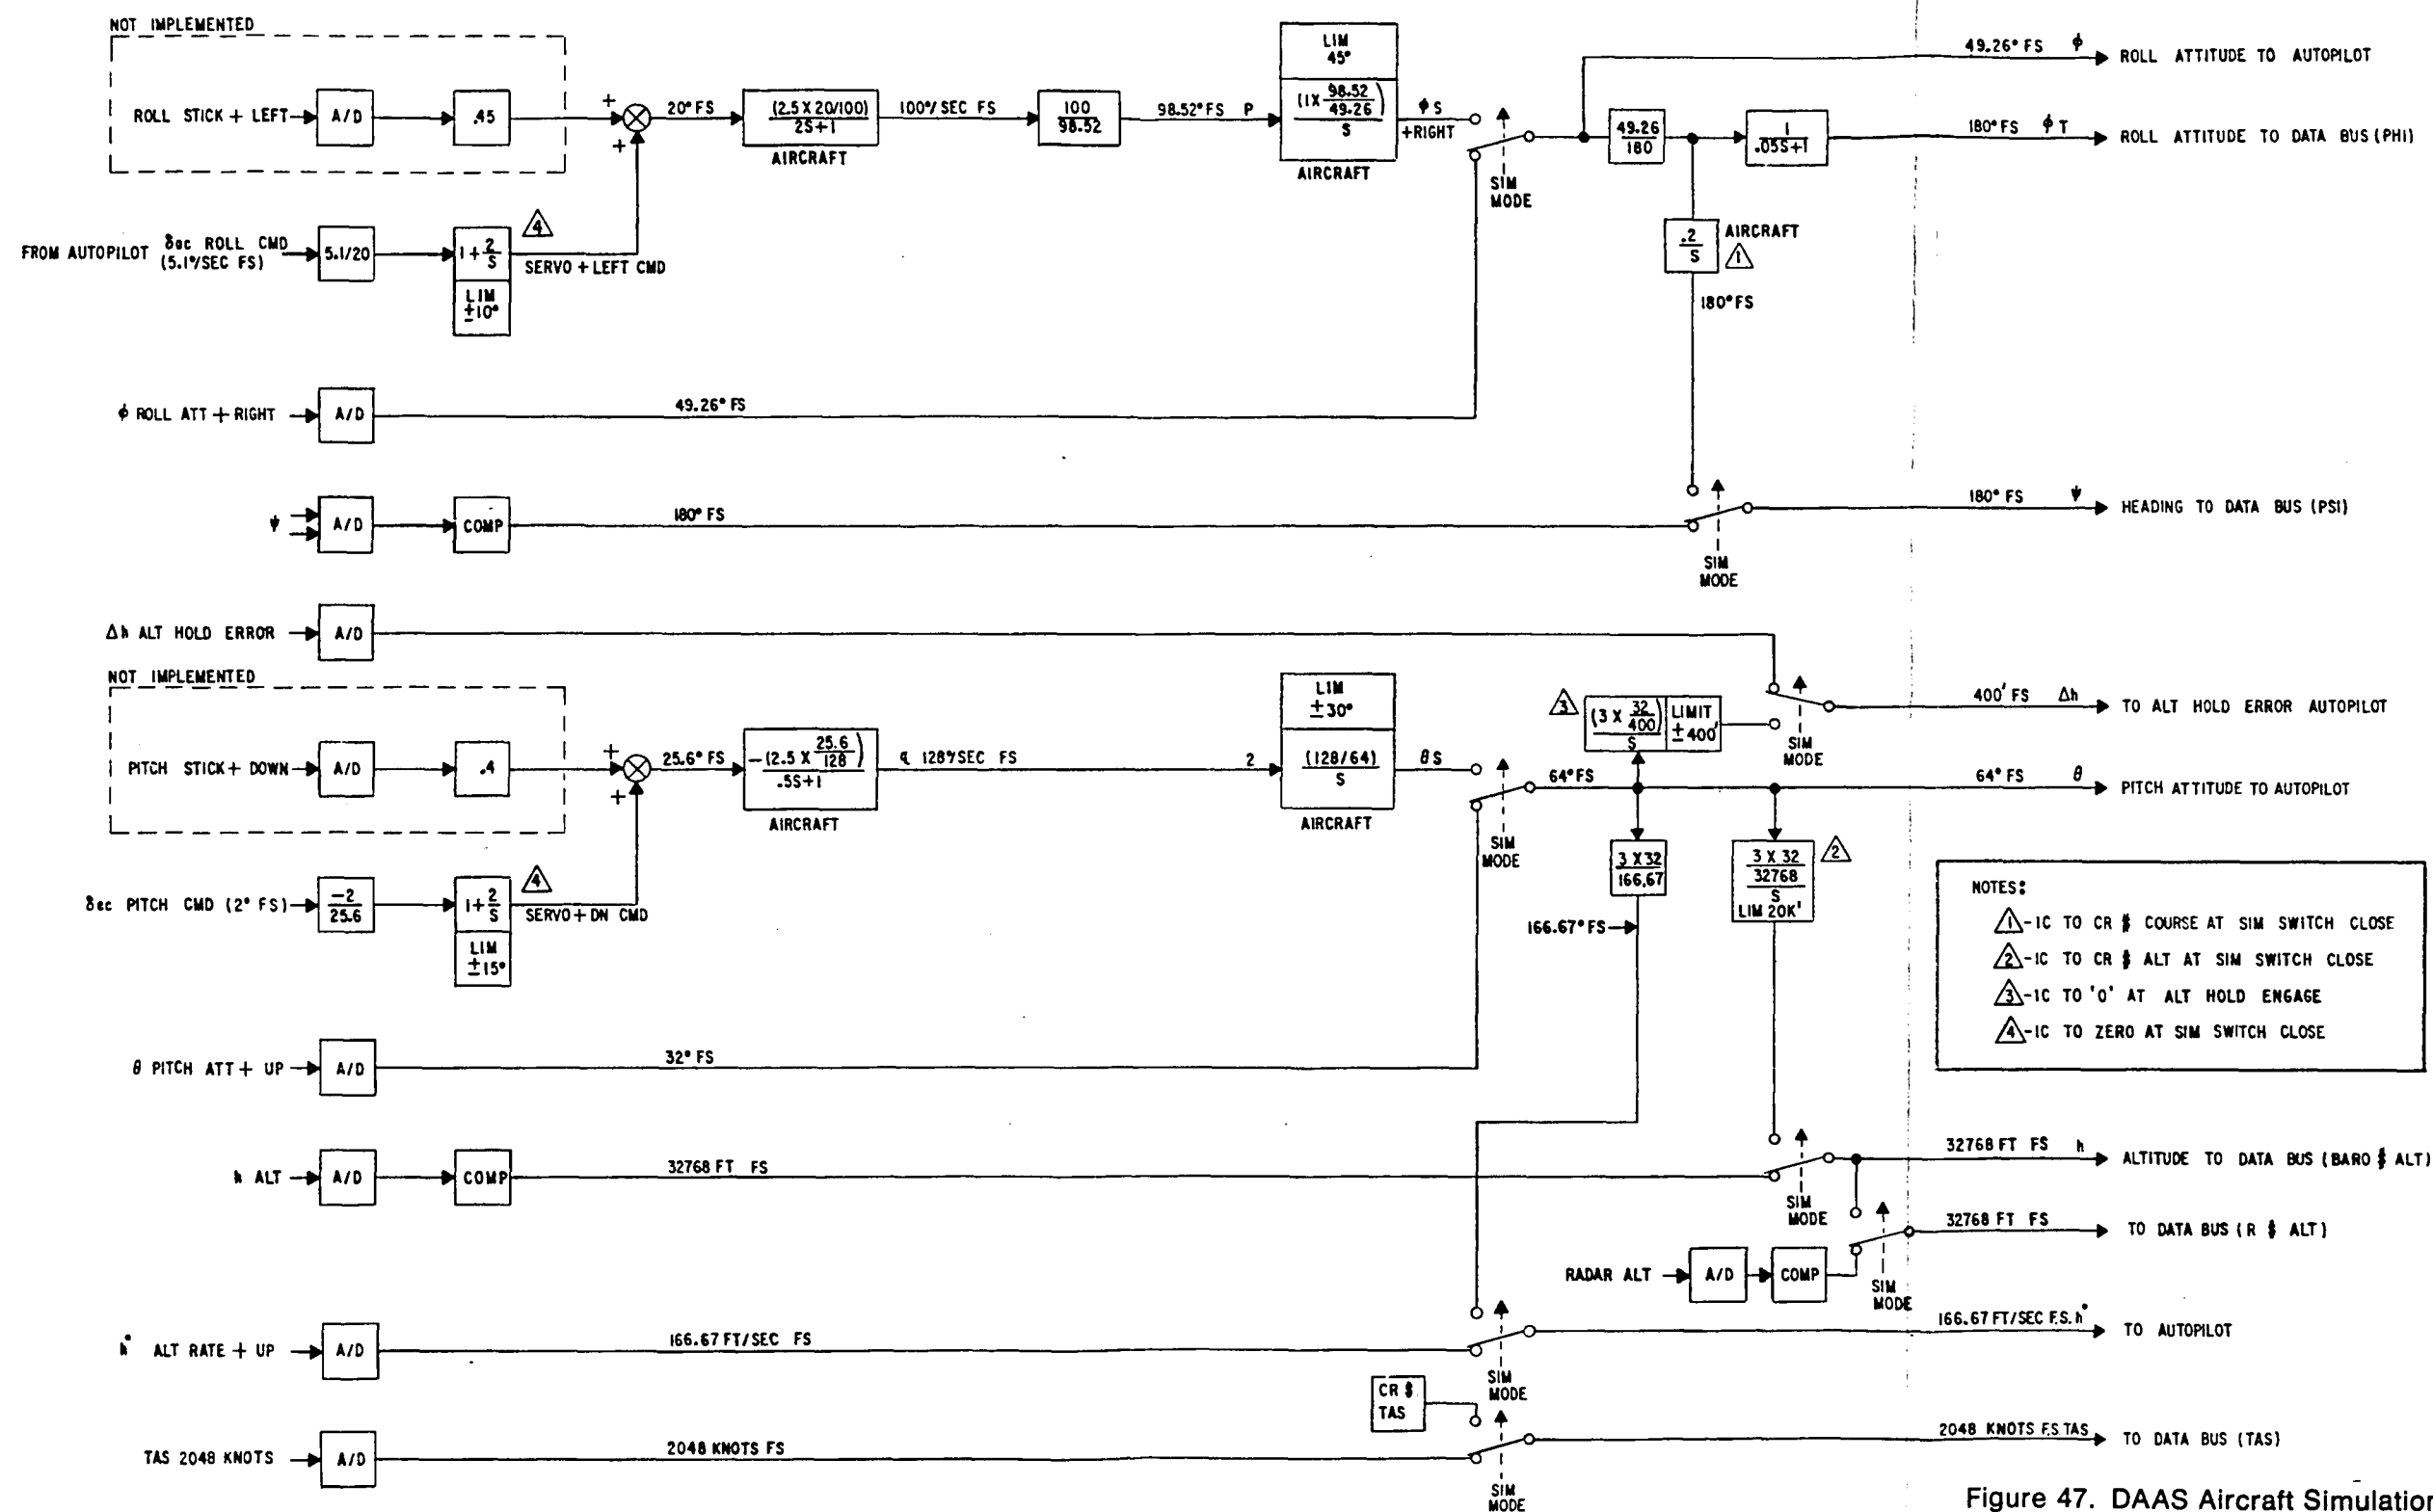 NOT IMPLEMENTED
ROLL STICK + LEFT
A/D
.45
+
+
20° FS
(2.5 X 20/100)
2S+1
AIRCRAFT
100°/SEC FS
100
98.52
98.52° FS P
LIM
45°
(1X 98.52
49.26)
S
AIRCRAFT
ϕ S
+RIGHT
SIM
MODE
49.26° FS ϕ
ROLL ATTITUDE TO AUTOPILOT
49.26
180
1
.05S+1
180° FS ϕ T
ROLL ATTITUDE TO DATA BUS (PHI)
FROM AUTOPILOT
δec ROLL CMD
(5.1°/SEC FS)
5.1/20
1+ 2
S
LIM
±10°
4
SERVO + LEFT CMD
.2
S
AIRCRAFT
1
180° FS
ϕ ROLL ATT + RIGHT
A/D
49.26° FS
ψ
A/D
COMP
180° FS
SIM
MODE
180° FS ψ
HEADING TO DATA BUS (PSI)
Δh ALT HOLD ERROR
A/D
NOT IMPLEMENTED
PITCH STICK + DOWN
A/D
.4
+
+
25.6° FS
-(2.5 X 25.6
128)
.5S+1
AIRCRAFT
q 128°/SEC FS
2
LIM
±30°
(128/64)
S
AIRCRAFT
θ S
SIM
MODE
64° FS
3
(3 X 32
400)
S
LIMIT
±400'
SIM
MODE
400' FS Δh
TO ALT HOLD ERROR AUTOPILOT
64° FS θ
PITCH ATTITUDE TO AUTOPILOT
3 X 32
166.67
166.67° FS
3 X 32
32768
S
LIM 20K'
2
δec PITCH CMD (2° FS)
-2
25.6
1+ 2
S
LIM
±15°
4
SERVO + DN CMD
NOTES:
1 -IC TO CR $ COURSE AT SIM SWITCH CLOSE
2 -IC TO CR $ ALT AT SIM SWITCH CLOSE
3 -IC TO '0' AT ALT HOLD ENGAGE
4 -IC TO ZERO AT SIM SWITCH CLOSE
θ PITCH ATT + UP
A/D
32° FS
h ALT
A/D
COMP
32768 FT FS
SIM
MODE
32768 FT FS h
ALTITUDE TO DATA BUS (BARO $ ALT)
RADAR ALT
A/D
COMP
SIM
MODE
32768 FT FS
TO DATA BUS (R $ ALT)
h° ALT RATE + UP
A/D
166.67 FT/SEC FS
SIM
MODE
166.67 FT/SEC F.S. h°
TO AUTOPILOT
CR $
TAS
TAS 2048 KNOTS
A/D
2048 KNOTS FS
SIM
MODE
2048 KNOTS F.S. TAS
TO DATA BUS (TAS)
Figure 47. DAAS Aircraft Simulation